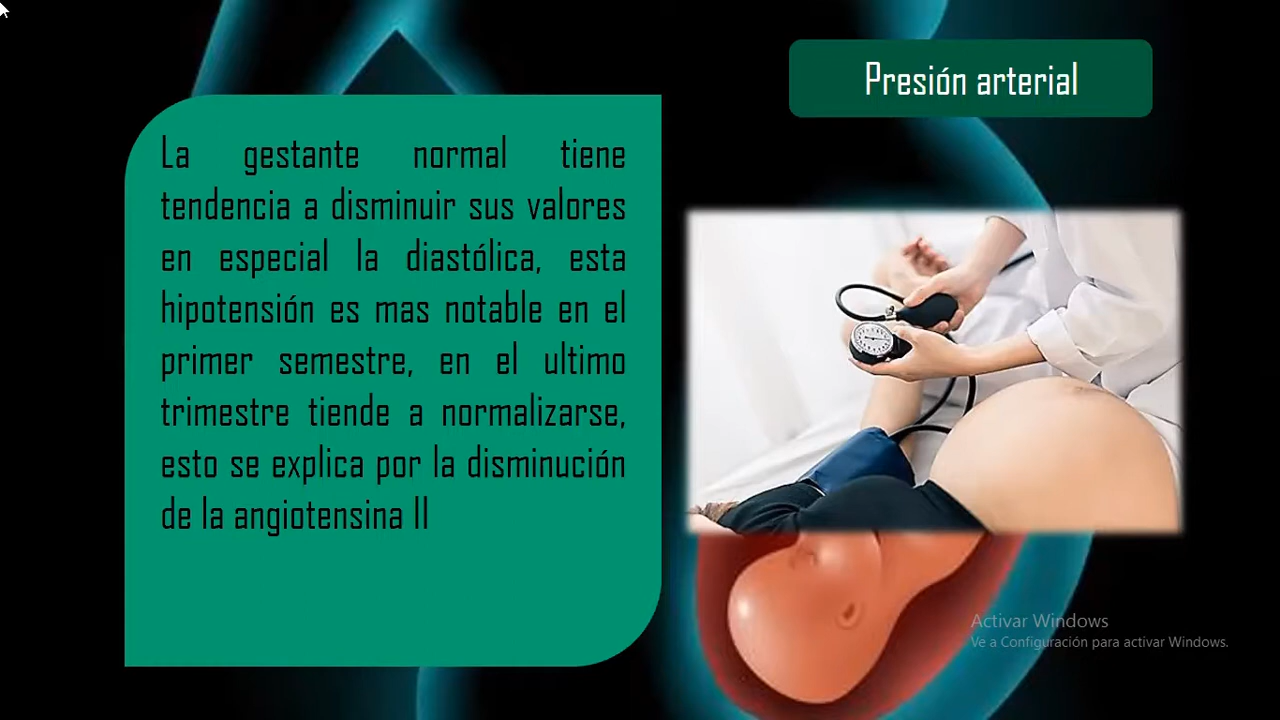 Presión arterial
La gestante normal tiene
tendencia a disminuir sus valores
en especial la diastólica, esta
hipotensión es mas notable en el
primer semestre, en el ultimo
trimestre tiende a normalizarse,
esto se explica por la disminución
de la angiotensina II
Activar Windows
Ve a Configuración para activar Windows.